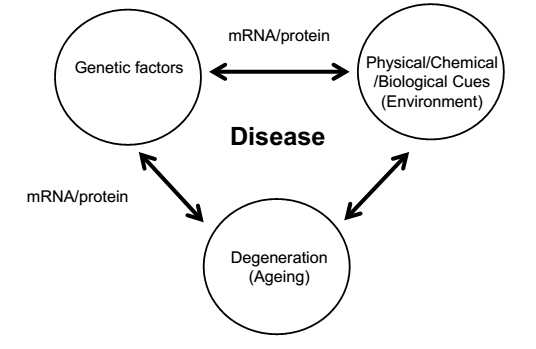 mRNA/protein
Genetic factors
Physical/Chemical
/Biological Cues
(Environment)
Disease
mRNA/protein
Degeneration
(Ageing)